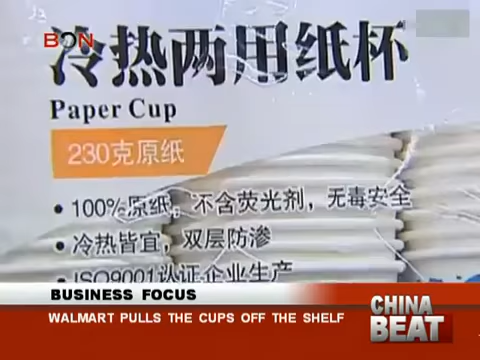 BON
冷热两用纸杯
Paper Cup
230克原纸
• 100%原纸，不含荧光剂，无毒安全
• 冷热皆宜，双层防渗
• ISO9001认证企业生产
BUSINESS FOCUS
WALMART PULLS THE CUPS OFF THE SHELF
CHINA
BEAT